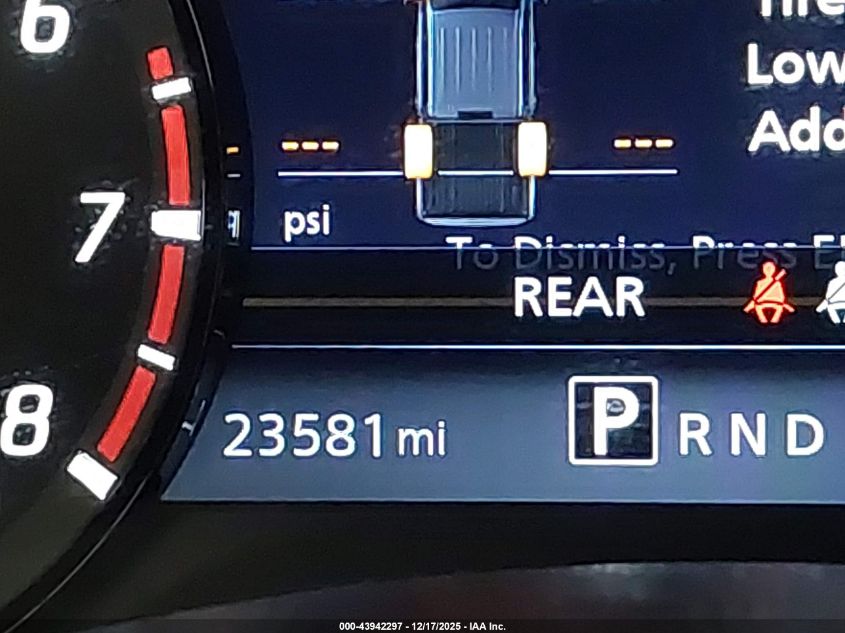 6
7
8
Tire
Low
Add
--- ---
psi
To Dismiss, Press
REAR
23581 mi
P R N D
000-43942297 - 12/17/2025 - IAA Inc.